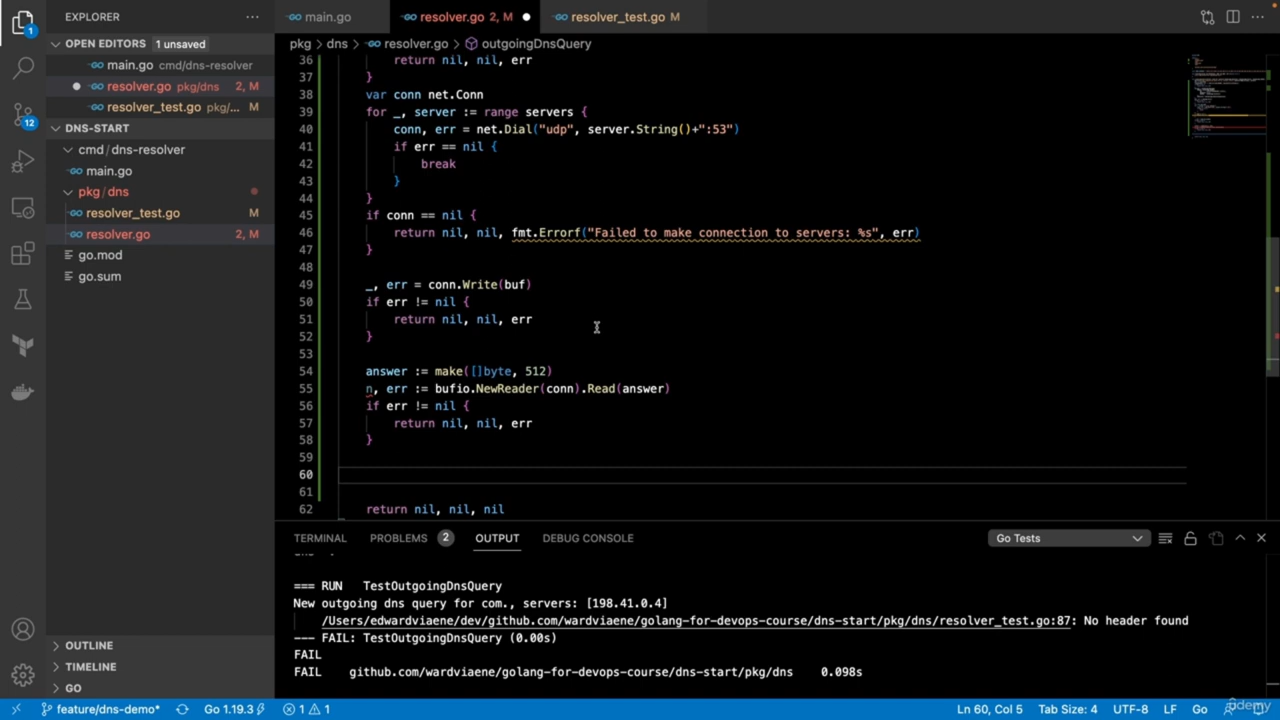 EXPLORER
main.go
resolver.go 2, M
resolver_test.go M
OPEN EDITORS 1 unsaved
main.go cmd/dns-resolver
resolver.go pkg/dns
resolver_test.go pkg/... M
DNS-START
cmd/dns-resolver
main.go
pkg/dns
resolver_test.go M
resolver.go 2, M
go.mod
go.sum
OUTLINE
TIMELINE
GO
pkg > dns > resolver.go > outgoingDnsQuery
36 return nil, nil, err
37 }
38 var conn net.Conn
39 for _, server := range servers {
40 conn, err = net.Dial("udp", server.String()+":53")
41 if err == nil {
42 break
43 }
44 }
45 if conn == nil {
46 return nil, nil, fmt.Errorf("Failed to make connection to servers: %s", err)
47 }
48
49 _, err = conn.Write(buf)
50 if err != nil {
51 return nil, nil, err
52 }
53
54 answer := make([]byte, 512)
55 n, err := bufio.NewReader(conn).Read(answer)
56 if err != nil {
57 return nil, nil, err
58 }
59
60
61
62 return nil, nil, nil
TERMINAL PROBLEMS 2 OUTPUT DEBUG CONSOLE Go Tests
=== RUN TestOutgoingDnsQuery
New outgoing dns query for com., servers: [198.41.0.4]
/Users/edwardviaene/dev/github.com/wardviaene/golang-for-devops-course/dns-start/pkg/dns/resolver_test.go:87: No header found
--- FAIL: TestOutgoingDnsQuery (0.00s)
FAIL
FAIL github.com/wardviaene/golang-for-devops-course/dns-start/pkg/dns 0.098s
1
12
feature/dns-demo* Go 1.19.3 1 1 Ln 60, Col 5 Tab Size: 4 UTF-8 LF Go
udemy